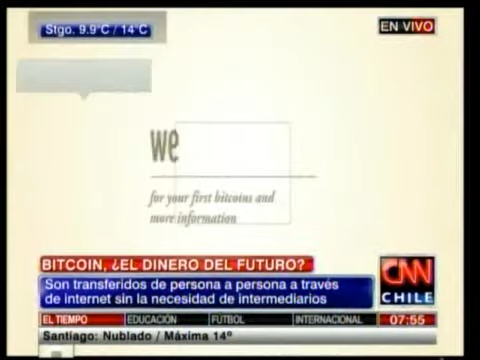 Stgo. 9.9°C / 14°C
EN VIVO
we
for your first bitcoins and
more information
BITCOIN, ¿EL DINERO DEL FUTURO?
Son transferidos de persona a persona a través
de internet sin la necesidad de intermediarios
CNN
CHILE
EL TIEMPO EDUCACIÓN FÚTBOL INTERNACIONAL 07:55
Santiago: Nublado / Máxima 14º